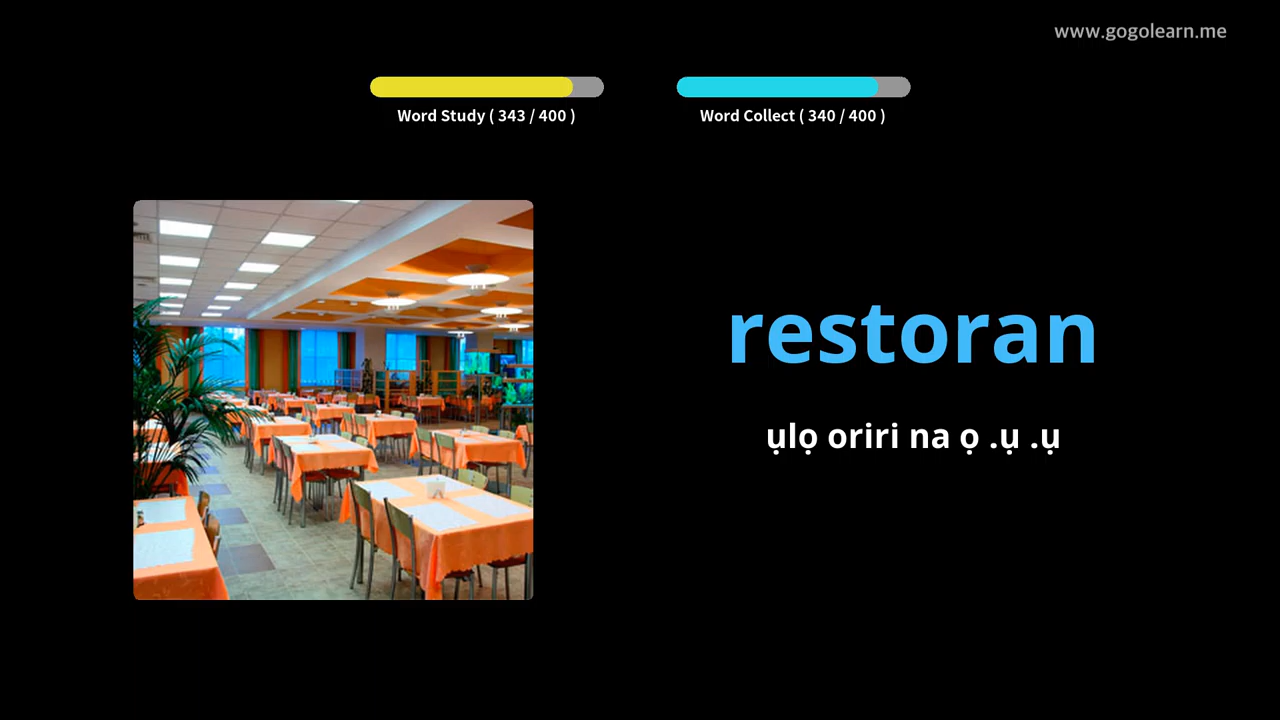 www.gogolearn.me
Word Study ( 343 / 400 )
Word Collect ( 340 / 400 )
restoran
ụlọ oriri na ọ .ụ .ụ